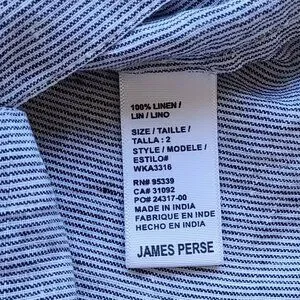 100% LINEN /
LIN / LINO
SIZE / TAILLE /
TALLA : 2
STYLE / MODELE /
ESTILO#
WKA3316
RN# 95339
CA# 31092
PO# 24317-00
MADE IN INDIA
FABRIQUE EN INDE
HECHO EN INDIA
JAMES PERSE